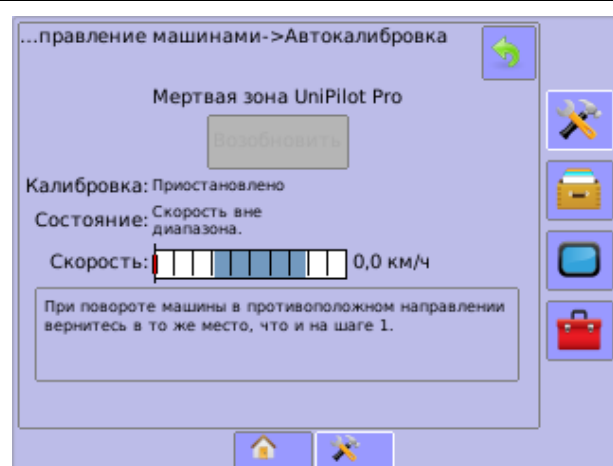 ...правление машинами->Автокалибровка
Мертвая зона UniPilot Pro
Возобновить
Калибровка: Приостановлено
Состояние: Скорость вне
диапазона.
Скорость: 0,0 км/ч
При повороте машины в противоположном направлении
вернитесь в то же место, что и на шаге 1.